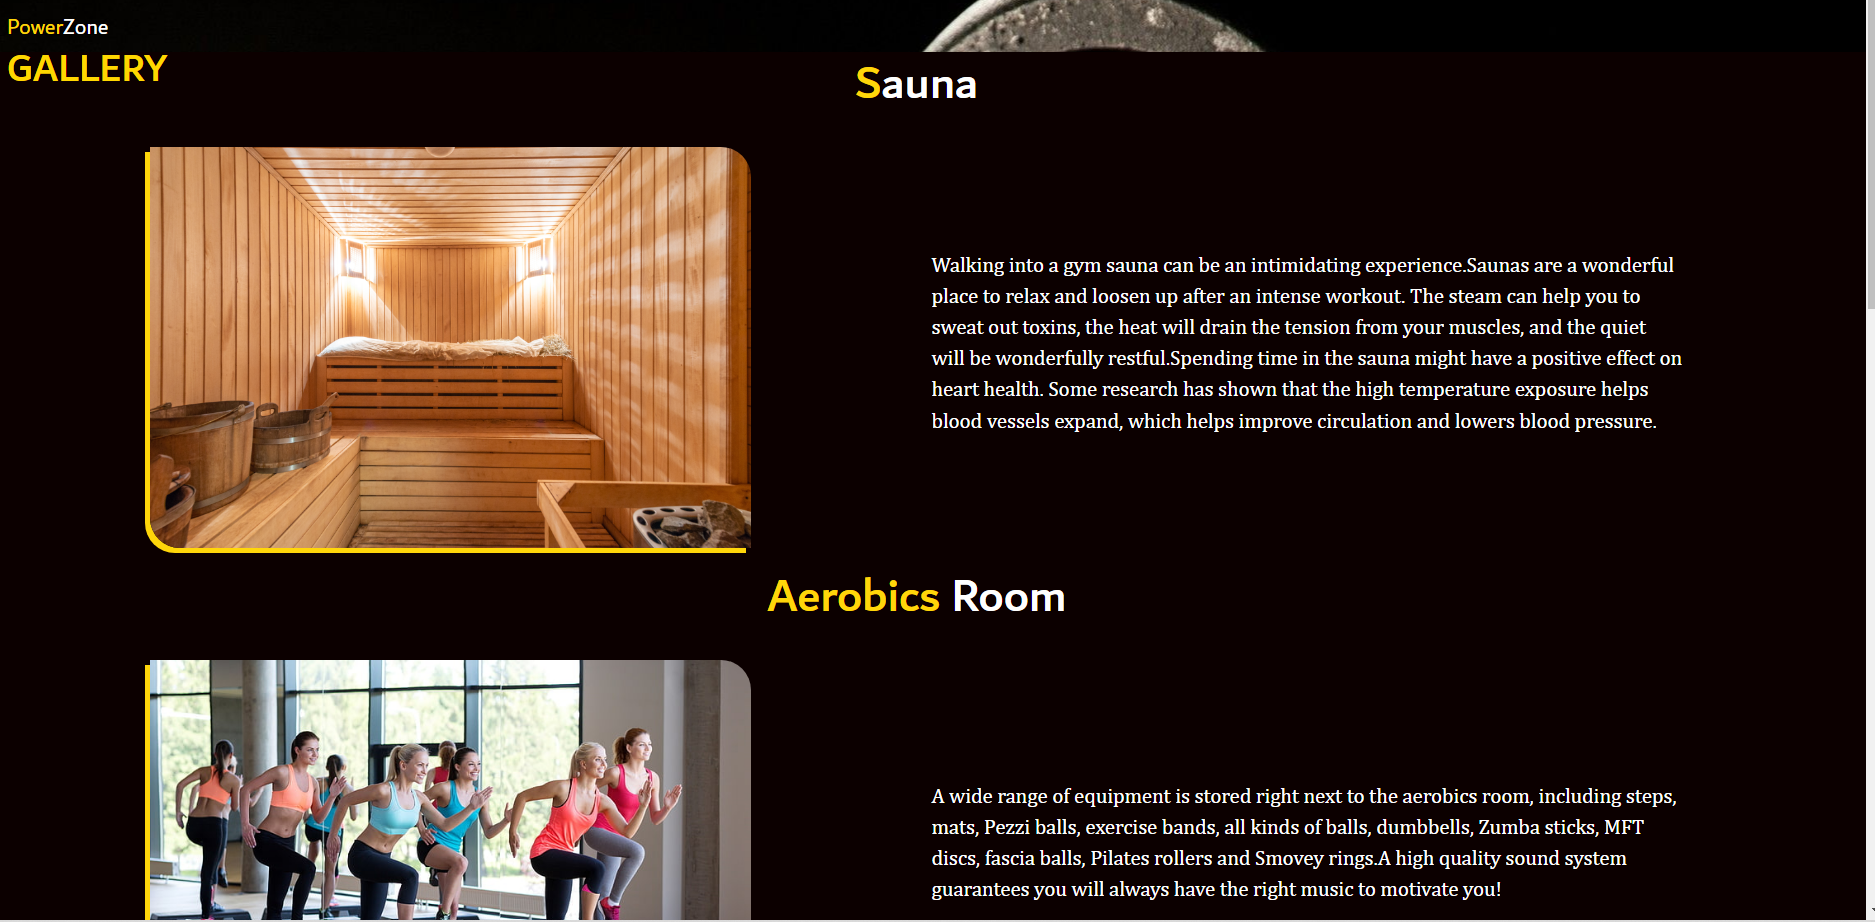 PowerZone
GALLERY
Sauna
Walking into a gym sauna can be an intimidating experience.Saunas are a wonderful
place to relax and loosen up after an intense workout. The steam can help you to
sweat out toxins, the heat will drain the tension from your muscles, and the quiet
will be wonderfully restful.Spending time in the sauna might have a positive effect on
heart health. Some research has shown that the high temperature exposure helps
blood vessels expand, which helps improve circulation and lowers blood pressure.
Aerobics Room
A wide range of equipment is stored right next to the aerobics room, including steps,
mats, Pezzi balls, exercise bands, all kinds of balls, dumbbells, Zumba sticks, MFT
discs, fascia balls, Pilates rollers and Smovey rings.A high quality sound system
guarantees you will always have the right music to motivate you!